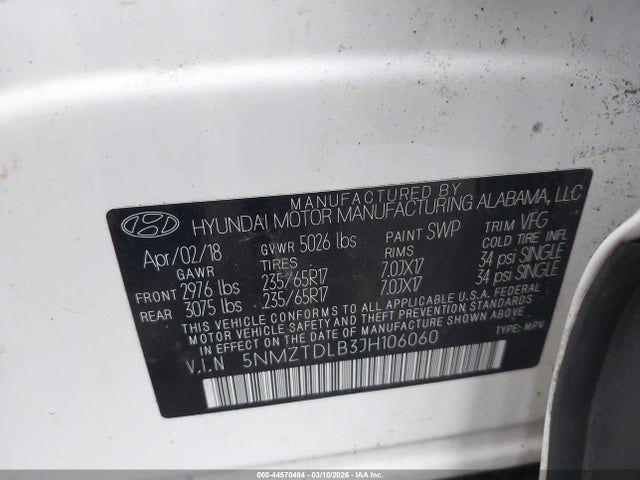 MANUFACTURED BY
HYUNDAI MOTOR MANUFACTURING ALABAMA, LLC
Apr/02/18 GVWR 5026 lbs PAINT SWP TRIM VFG
GAWR TIRES RIMS COLD TIRE INFL
FRONT 2976 lbs 235/65R17 7.0JX17 34 psi SINGLE
REAR 3075 lbs 235/65R17 7.0JX17 34 psi SINGLE
THIS VEHICLE CONFORMS TO ALL APPLICABLE U.S.A. FEDERAL
MOTOR VEHICLE SAFETY AND THEFT PREVENTION STANDARDS
IN EFFECT ON THE DATE OF MANUFACTURE SHOWN ABOVE.
V.I.N 5NMZTDLB3JH106060 TYPE: MPV
000-44570484 - 03/10/2026 - IAA Inc.